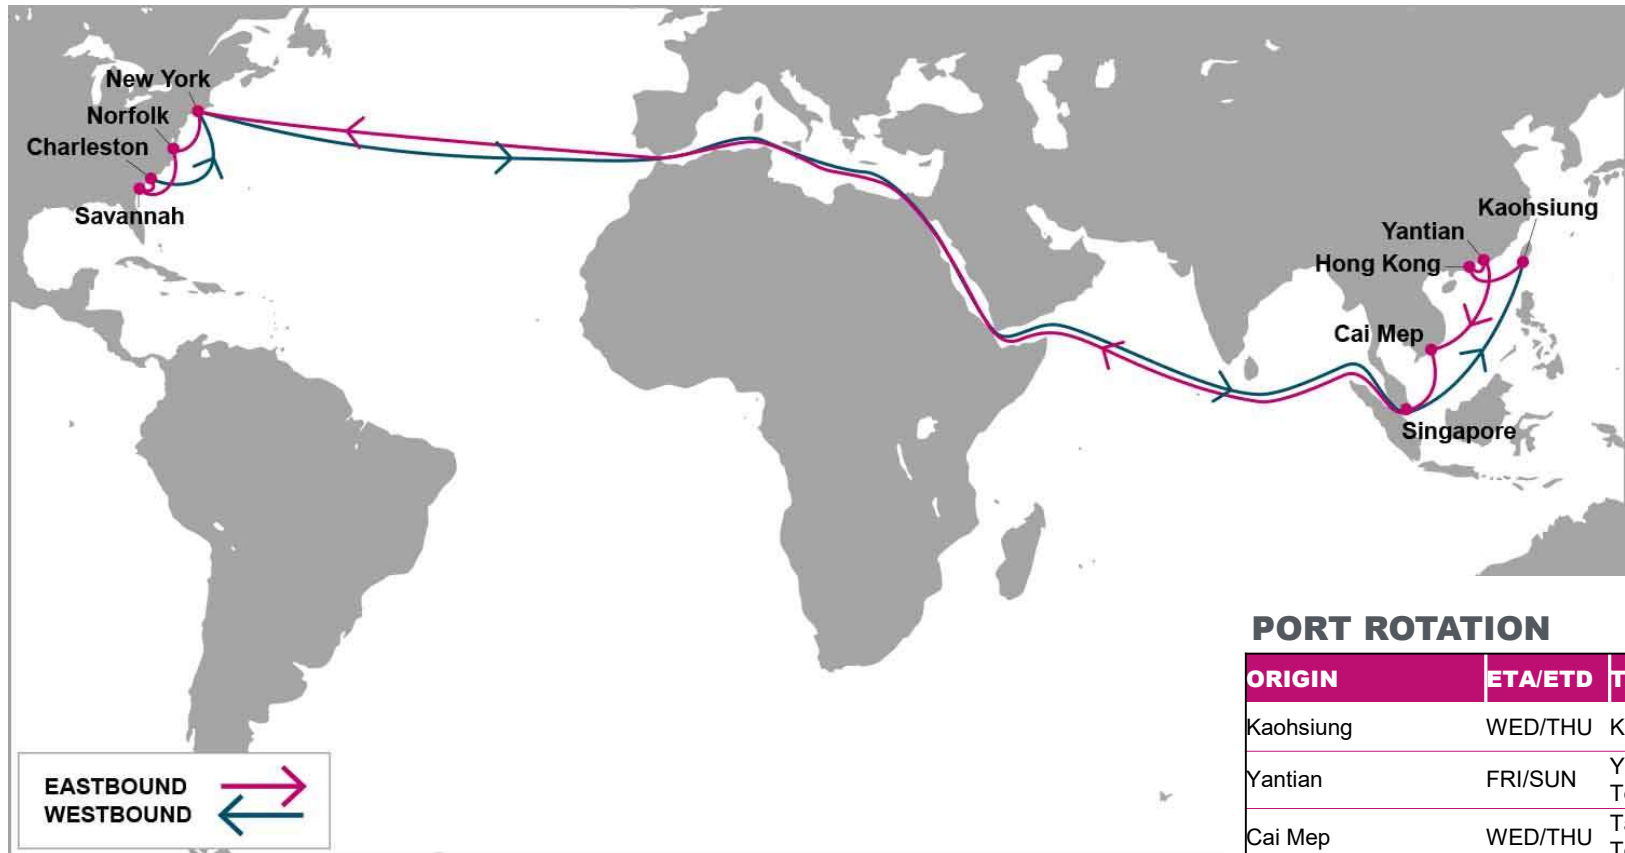 New York
Norfolk
Charleston
Savannah
Kaohsiung
Yantian
Hong Kong
Cai Mep
Singapore
EASTBOUND
WESTBOUND
PORT ROTATION
ORIGIN ETA/ETD
Kaohsiung WED/THU
Yantian FRI/SUN
Cai Mep WED/THU